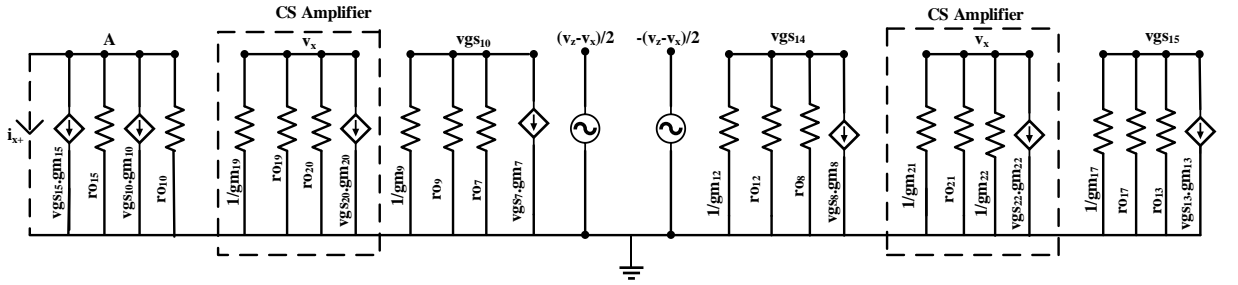 CS Amplifier
CS Amplifier
A
vx
vgs10
(vz-vx)/2
-(vz-vx)/2
vgs14
vx
vgs15
ix+
vgs15.gm15
ro15
vgs10.gm10
ro10
1/gm19
ro19
ro20
vgs20.gm20
1/gm9
ro9
ro7
vgs7.gm7
1/gm12
ro12
ro8
vgs8.gm8
1/gm21
ro21
1/gm22
vgs22.gm22
1/gm17
ro17
ro13
vgs13.gm13